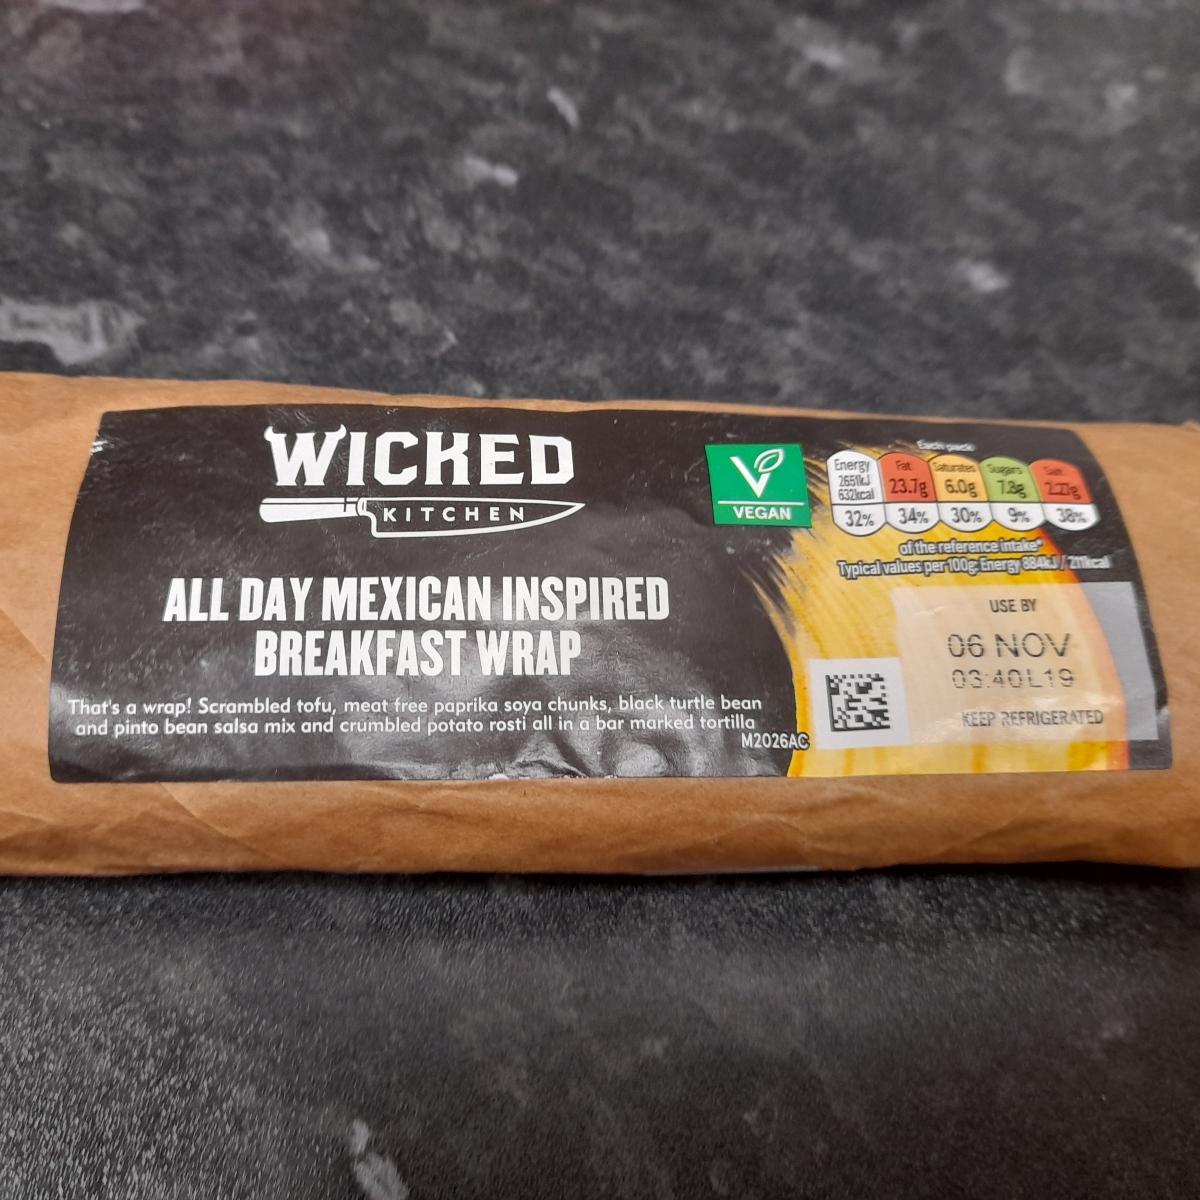 WICKED
KITCHEN
ALL DAY MEXICAN INSPIRED
BREAKFAST WRAP
That's a wrap! Scrambled tofu, meat free paprika soya chunks, black turtle bean
and pinto bean salsa mix and crumbled potato rosti all in a bar marked tortilla
M2026AC
V
VEGAN
Each pack
Energy Fat Saturates Sugars Salt
2651kJ 23.7g 6.0g 7.8g 2.27g
632kcal
32% 34% 30% 9% 38%
of the reference intake*
Typical values per 100g: Energy 884kJ / 211kcal
USE BY
06 NOV
03:40L19
KEEP REFRIGERATED